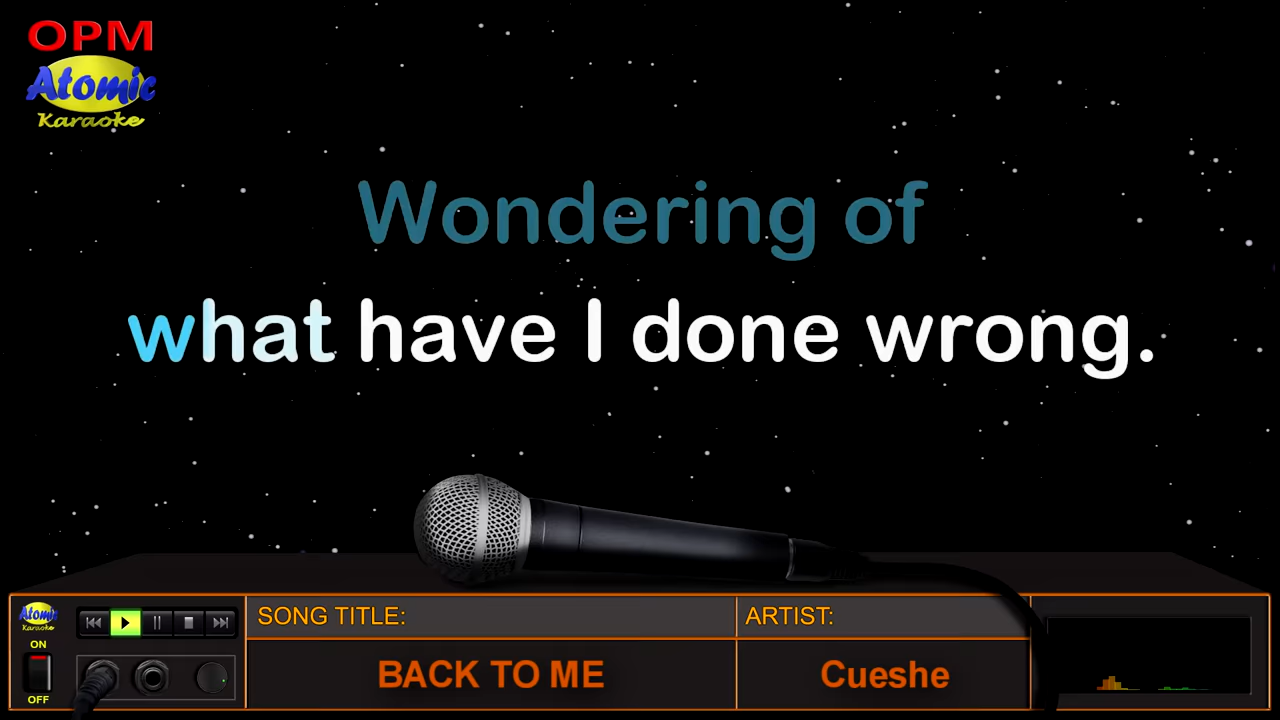 OPM
Atomic
Karaoke
Wondering of
what have I done wrong.
Atomic
Karaoke
ON
OFF
SONG TITLE:
ARTIST:
BACK TO ME
Cueshe